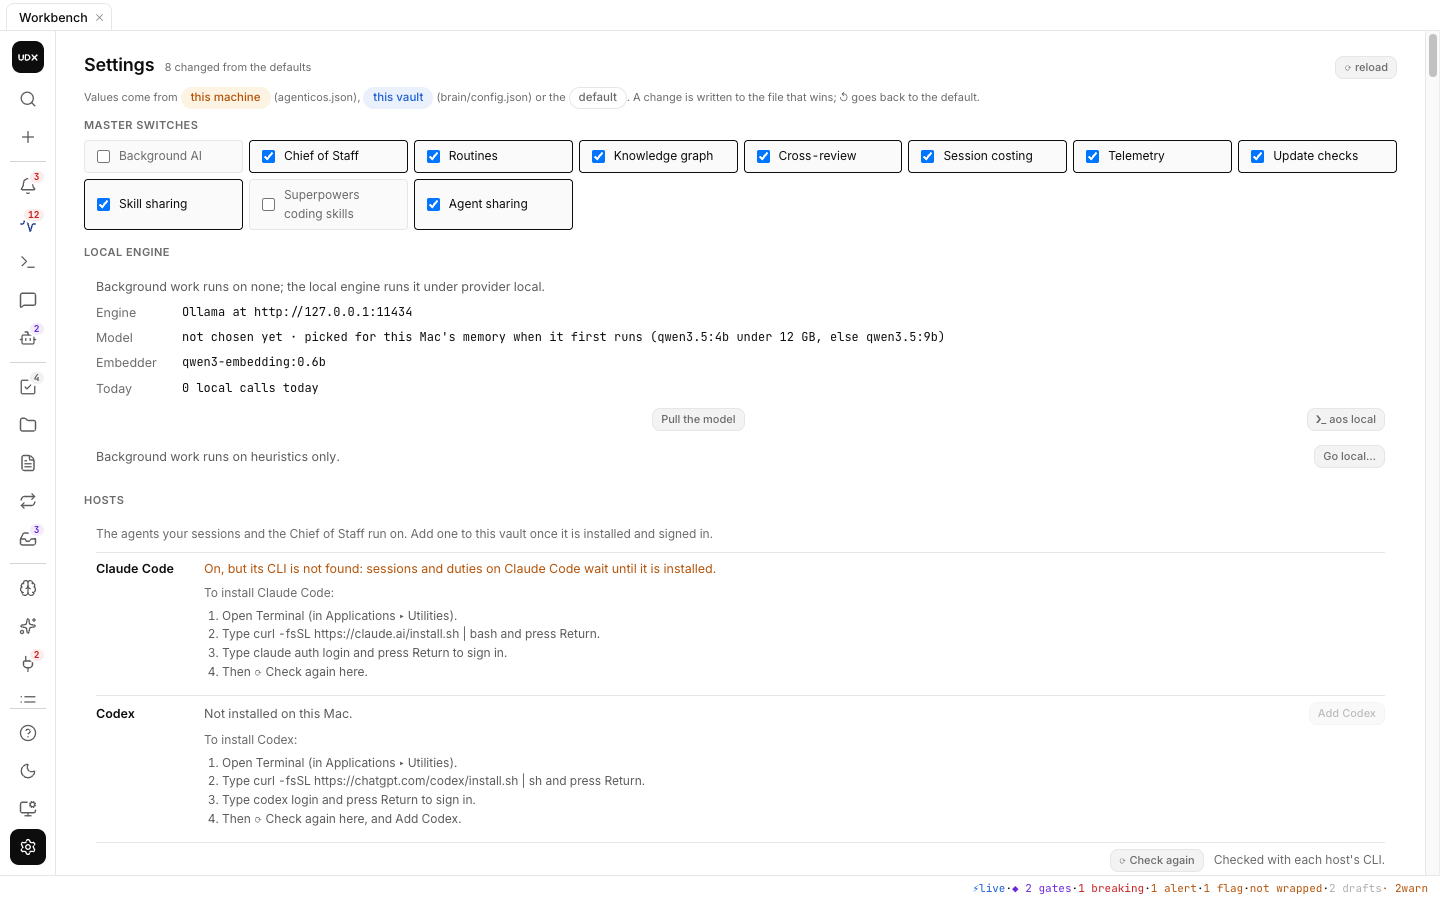 Workbench ×
UDX
Settings 8 changed from the defaults
⟳ reload
Values come from this machine (agenticos.json), this vault (brain/config.json) or the default. A change is written to the file that wins; ↺ goes back to the default.
MASTER SWITCHES
Background AI
Chief of Staff
Routines
Knowledge graph
Cross-review
Session costing
Telemetry
Update checks
Skill sharing
Superpowers
coding skills
Agent sharing
3
12
2
4
3
2
LOCAL ENGINE
Background work runs on none; the local engine runs it under provider local.
Engine Ollama at http://127.0.0.1:11434
Model not chosen yet · picked for this Mac's memory when it first runs (qwen3.5:4b under 12 GB, else qwen3.5:9b)
Embedder qwen3-embedding:0.6b
Today 0 local calls today
Pull the model
aos local
Background work runs on heuristics only.
Go local...
HOSTS
The agents your sessions and the Chief of Staff run on. Add one to this vault once it is installed and signed in.
Claude Code On, but its CLI is not found: sessions and duties on Claude Code wait until it is installed.
To install Claude Code:
1. Open Terminal (in Applications ▸ Utilities).
2. Type curl -fsSL https://claude.ai/install.sh | bash and press Return.
3. Type claude auth login and press Return to sign in.
4. Then ⟳ Check again here.
Codex Not installed on this Mac.
Add Codex
To install Codex:
1. Open Terminal (in Applications ▸ Utilities).
2. Type curl -fsSL https://chatgpt.com/codex/install.sh | sh and press Return.
3. Type codex login and press Return to sign in.
4. Then ⟳ Check again here, and Add Codex.
⟳ Check again Checked with each host's CLI.
⚡live·◆ 2 gates·1 breaking·1 alert·1 flag·not wrapped·2 drafts· 2warn